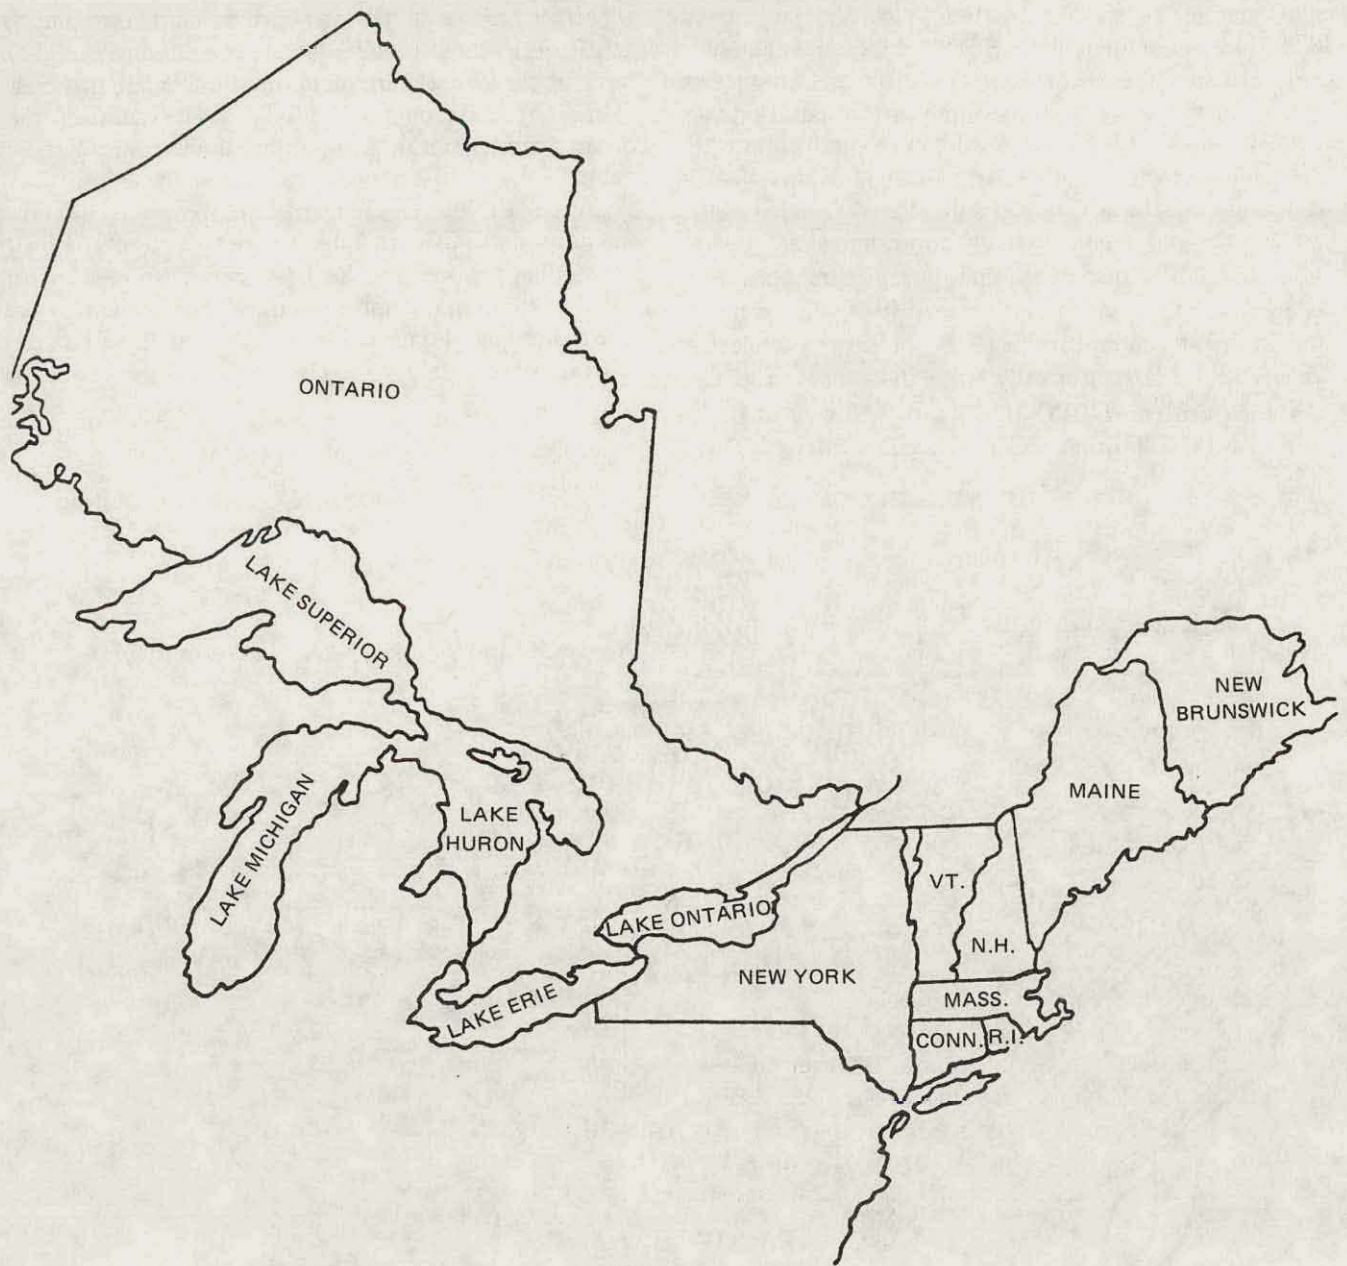 ONTARIO
LAKE SUPERIOR
NEW
BRUNSWICK
MAINE
LAKE MICHIGAN
LAKE
HURON
VT.
LAKE ONTARIO
N.H.
NEW YORK
LAKE ERIE
MASS.
CONN.
R.I.